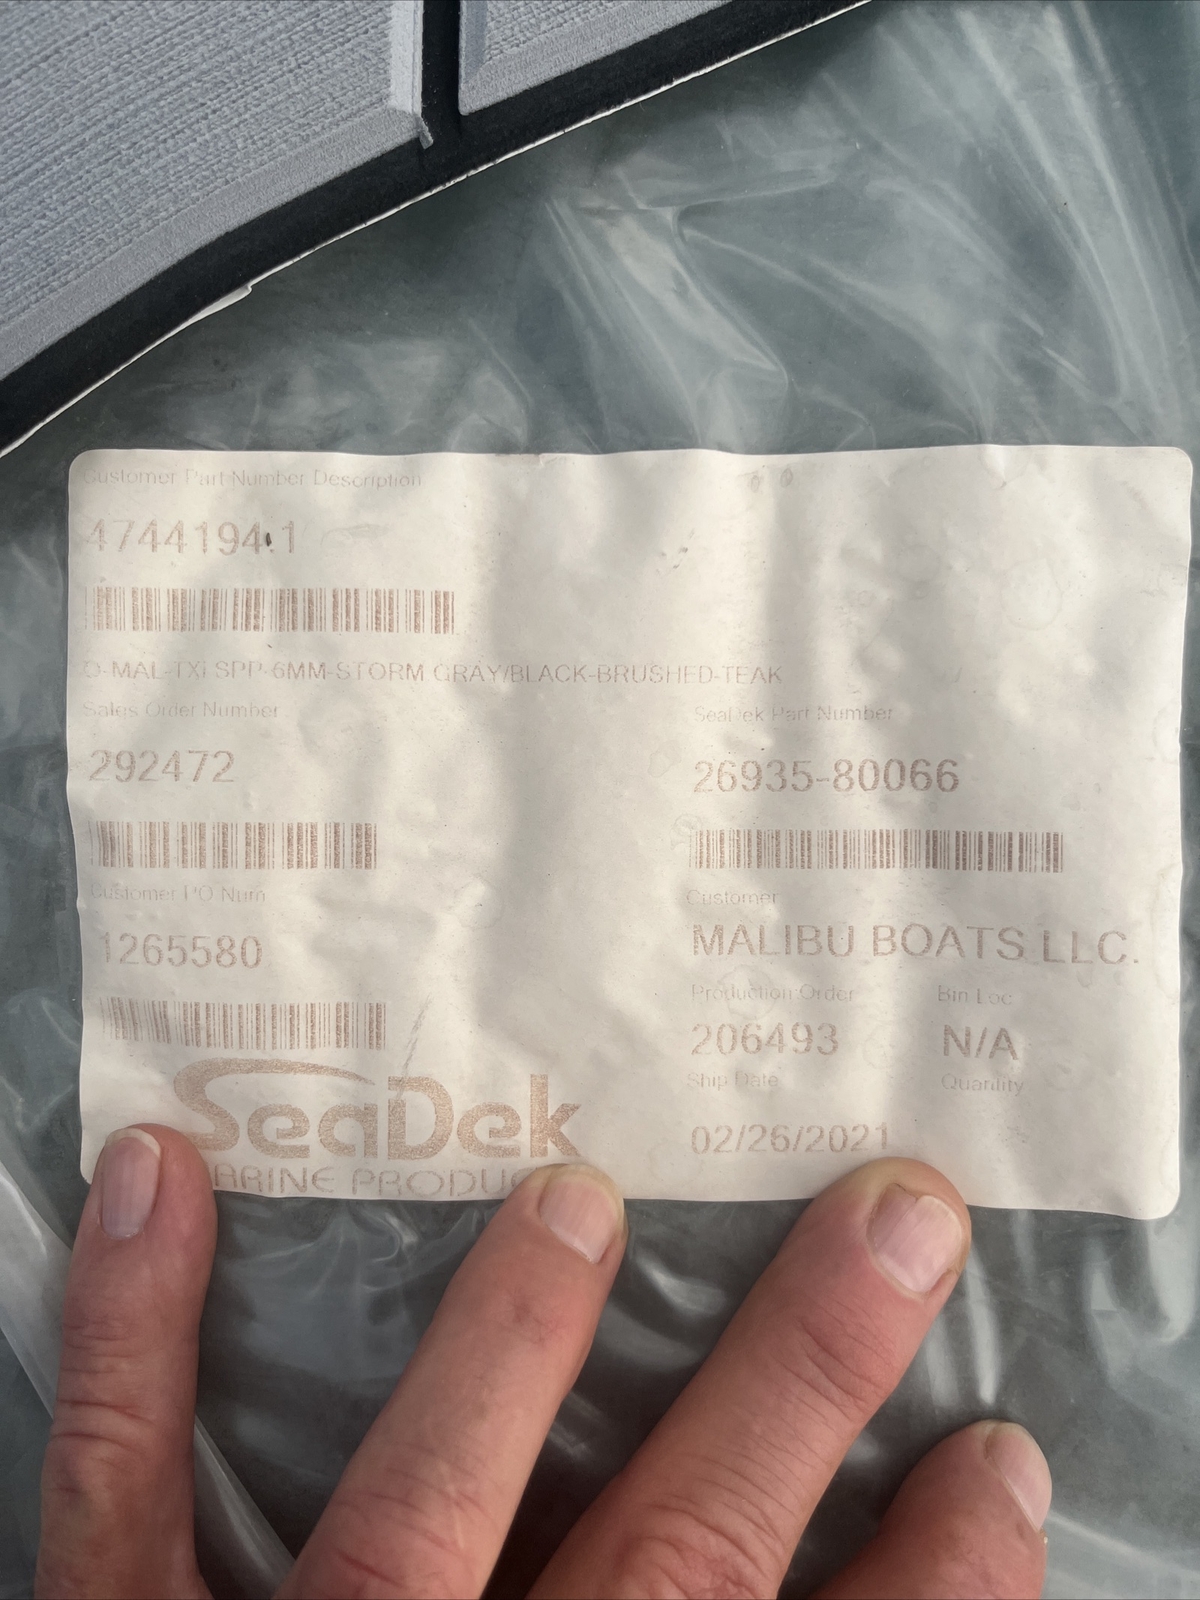 Customer Part Number Description
4744194.1
O-MAL-TXi SPP-6MM-STORM GRAY/BLACK-BRUSHED-TEAK
Sales Order Number
292472
SeaDek Part Number
26935-80066
Customer PO Num
1265580
Customer
MALIBU BOATS LLC.
Production Order
206493
Bin Loc
N/A
Ship Date
02/26/2021
Quantity
SeaDek